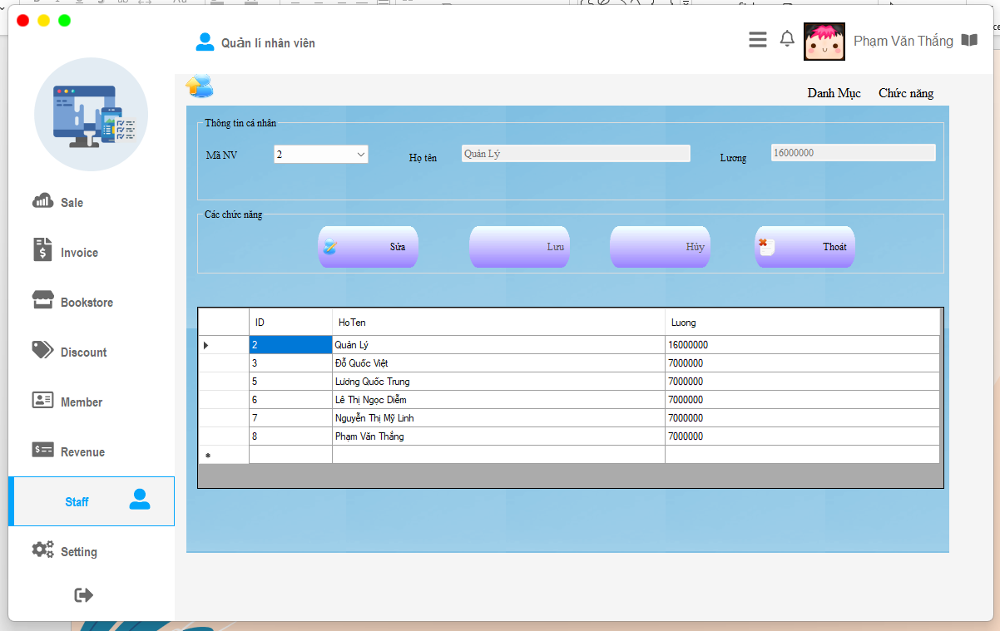 Quản lí nhân viên
Phạm Văn Thắng
Danh Mục Chức năng
Sale
Invoice
Bookstore
Discount
Member
Revenue
Staff
Setting
Thông tin cá nhân
Mã NV 2 Họ tên Quản Lý Lương 16000000
Các chức năng
Sửa Lưu Hủy Thoát
ID HoTen Luong
2 Quản Lý 16000000
3 Đỗ Quốc Việt 7000000
5 Lương Quốc Trung 7000000
6 Lê Thị Ngọc Diễm 7000000
7 Nguyễn Thị Mỹ Linh 7000000
8 Phạm Văn Thắng 7000000